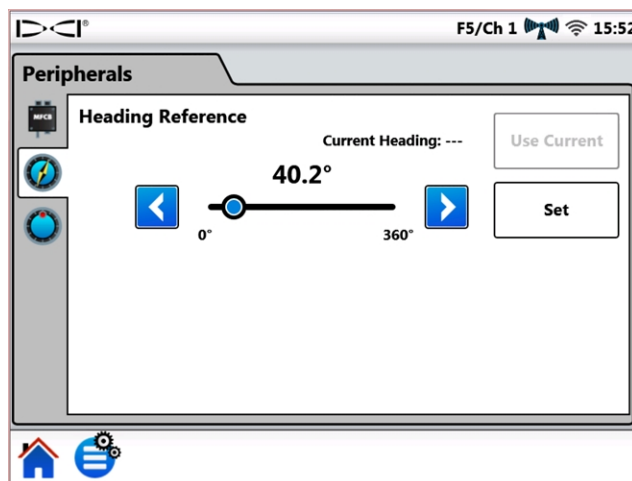 DCI®
F5/Ch 1 15:52
Peripherals
MFCB
Heading Reference
Current Heading: ---
Use Current
40.2°
Set
0°
360°